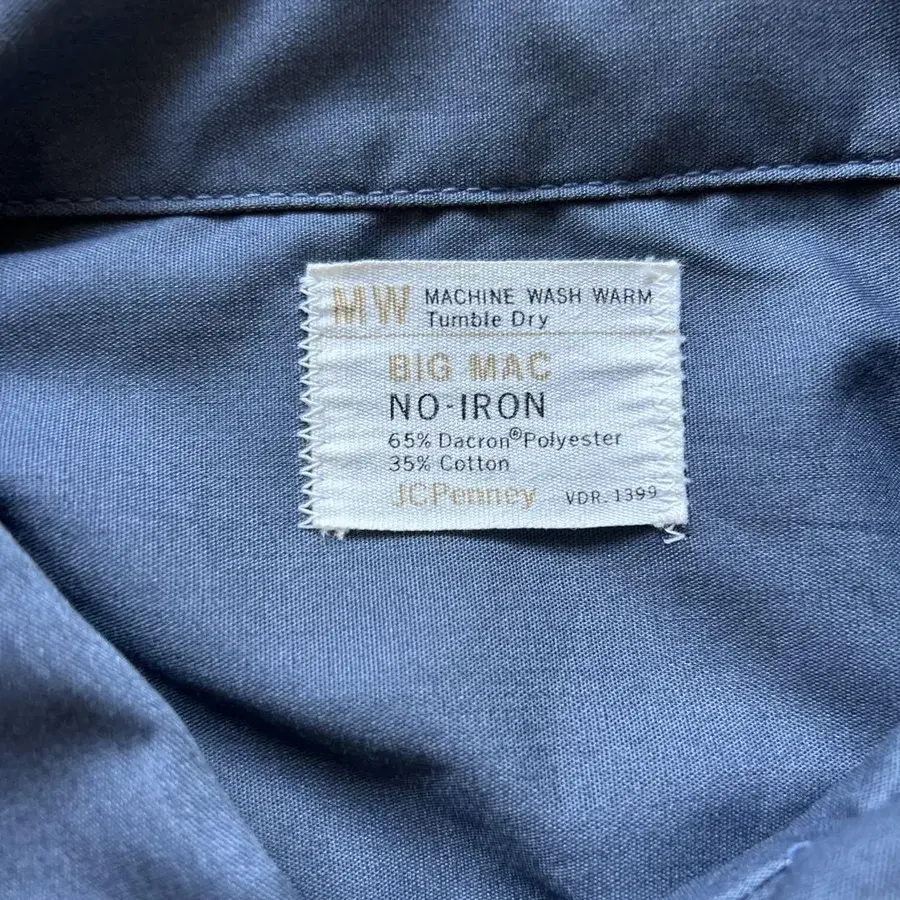 MW MACHINE WASH WARM
Tumble Dry
BIG MAC
NO-IRON
65% Dacron® Polyester
35% Cotton
JCPenney VDR. 1399